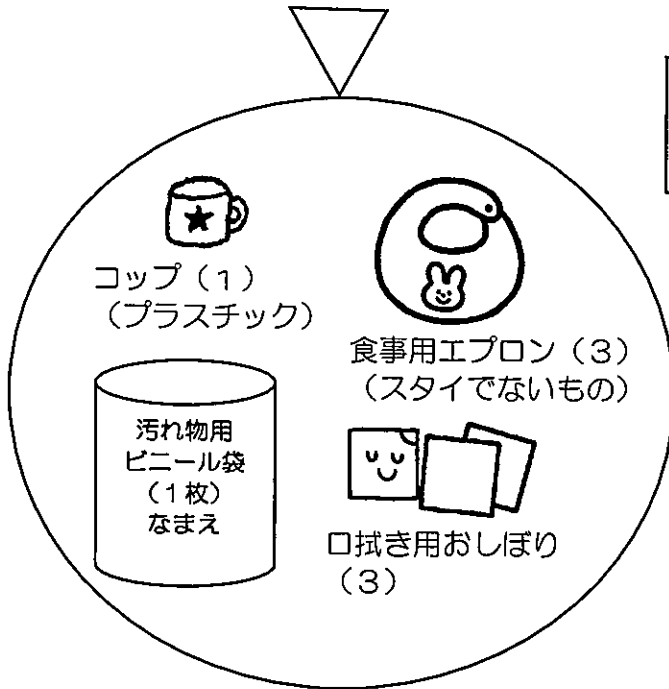 コップ（１）
（プラスチック）
食事用エプロン（３）
（スタイでないもの）
汚れ物用
ビニール袋
（１枚）
なまえ
口拭き用おしぼり
（３）